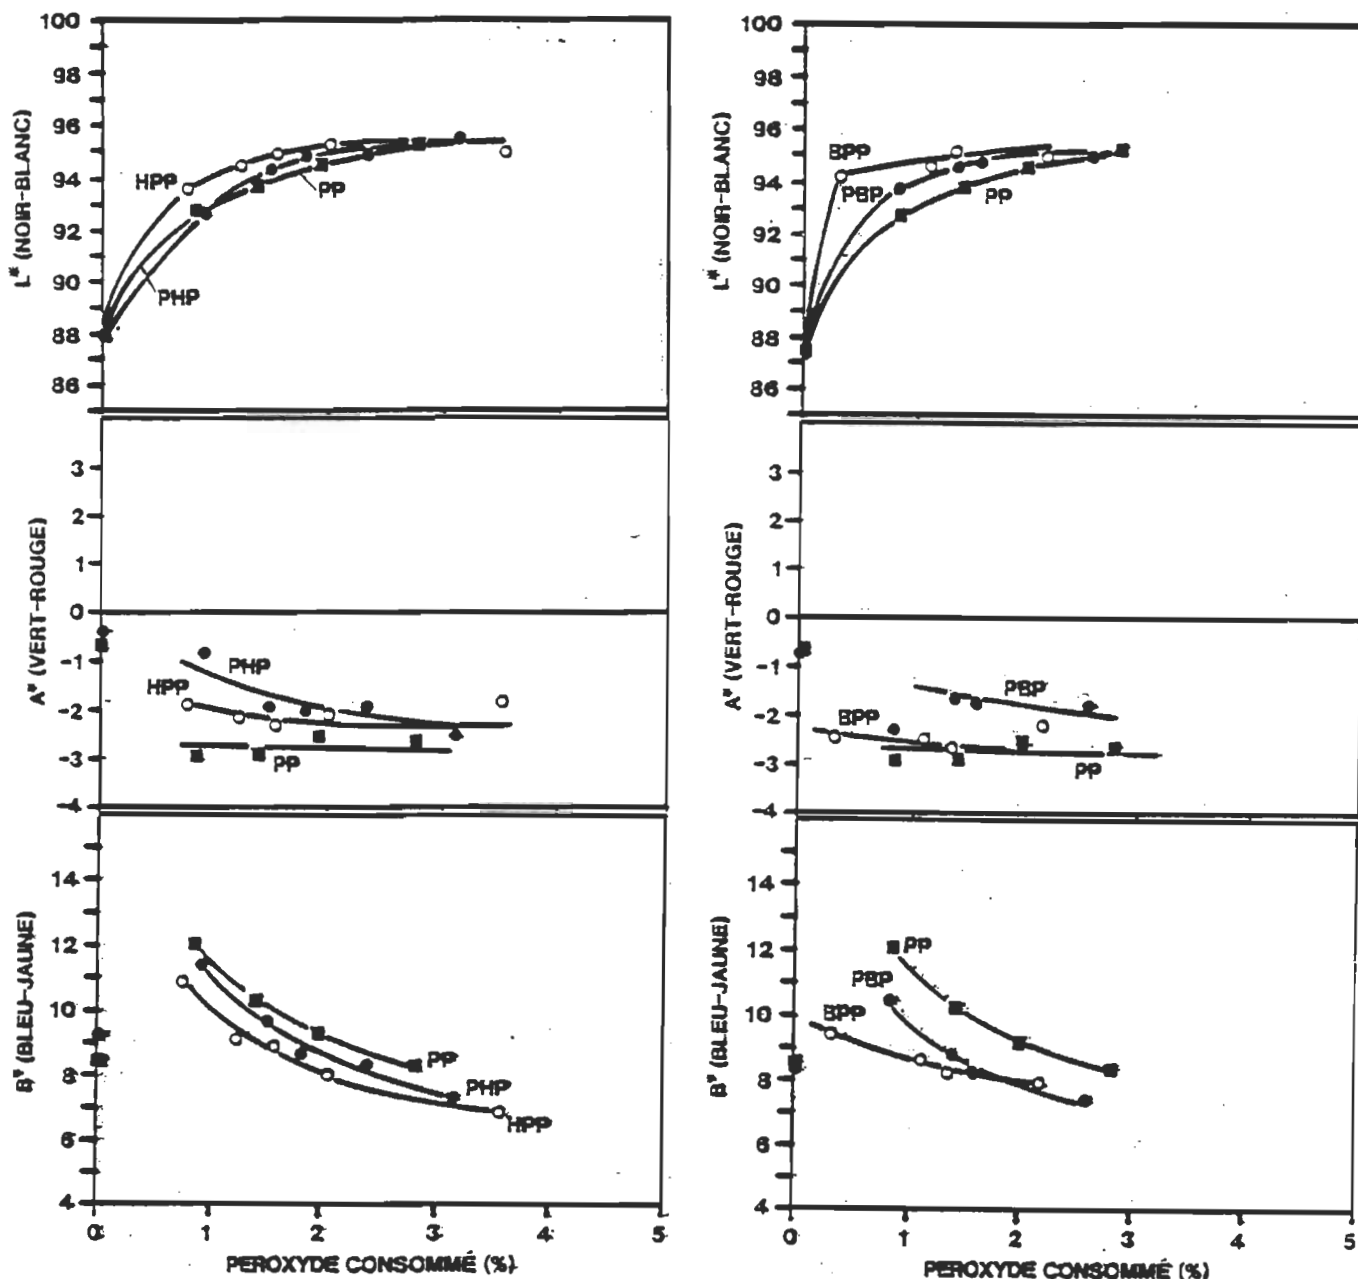 100
98
96
94
92
90
88
86
L* (NOIR-BLANC)
HPP
PP
PHP
3
2
1
0
-1
-2
-3
-4
A* (VERT-ROUGE)
PHP
HPP
PP
14
12
10
8
6
4
B* (BLEU-JAUNE)
PP
PHP
HPP
0 1 2 3 4 5
PEROXYDE CONSOMMÉ (%)
100
98
96
94
92
90
88
86
L* (NOIR-BLANC)
BPP
PBP
PP
3
2
1
0
-1
-2
-3
-4
A* (VERT-ROUGE)
PBP
BPP
PP
14
12
10
8
6
4
B* (BLEU-JAUNE)
PP
PBP
BPP
0 1 2 3 4 5
PEROXYDE CONSOMMÉ (%)